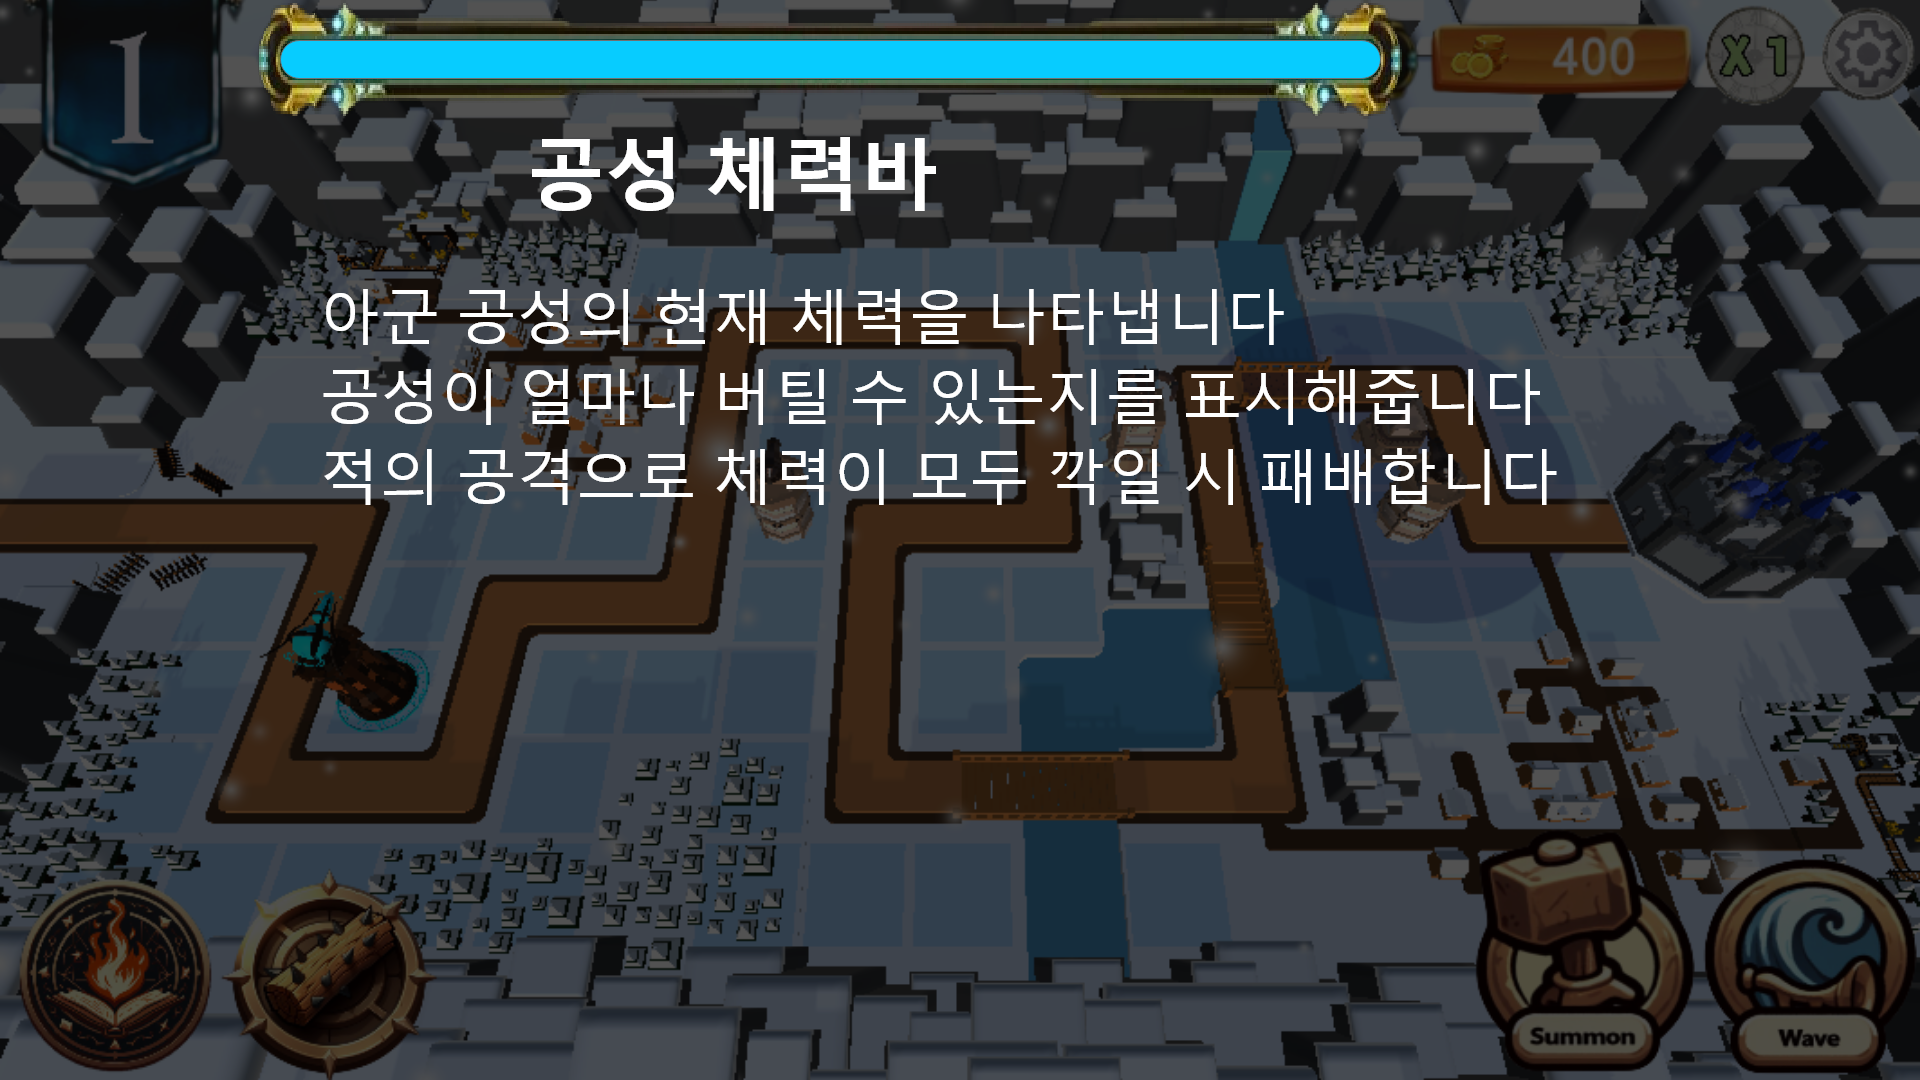 1
400
X 1
공성 체력바
아군 공성의 현재 체력을 나타냅니다
공성이 얼마나 버틸 수 있는지를 표시해줍니다
적의 공격으로 체력이 모두 깍일 시 패배합니다
Summon
Wave